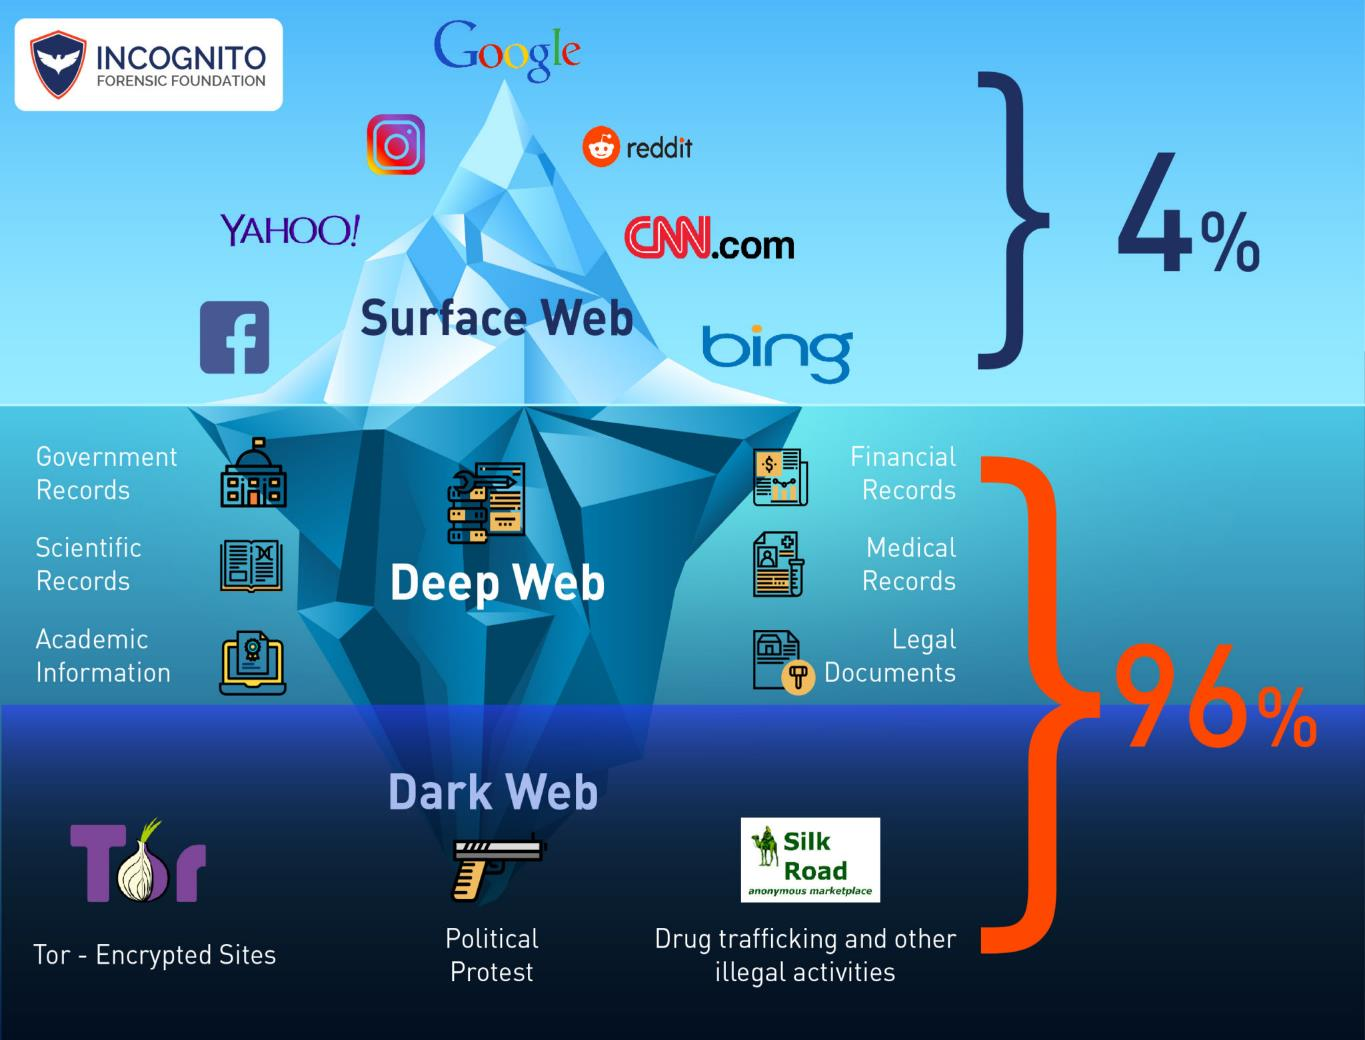 INCOGNITO
FORENSIC FOUNDATION
Google
reddit
YAHOO!
CNN.com
Surface Web
bing
4%
Government
Records
Scientific
Records
Academic
Information
Deep Web
Financial
Records
Medical
Records
Legal
Documents
96%
Dark Web
Tor
Tor - Encrypted Sites
Political
Protest
Silk
Road
anonymous marketplace
Drug trafficking and other
illegal activities